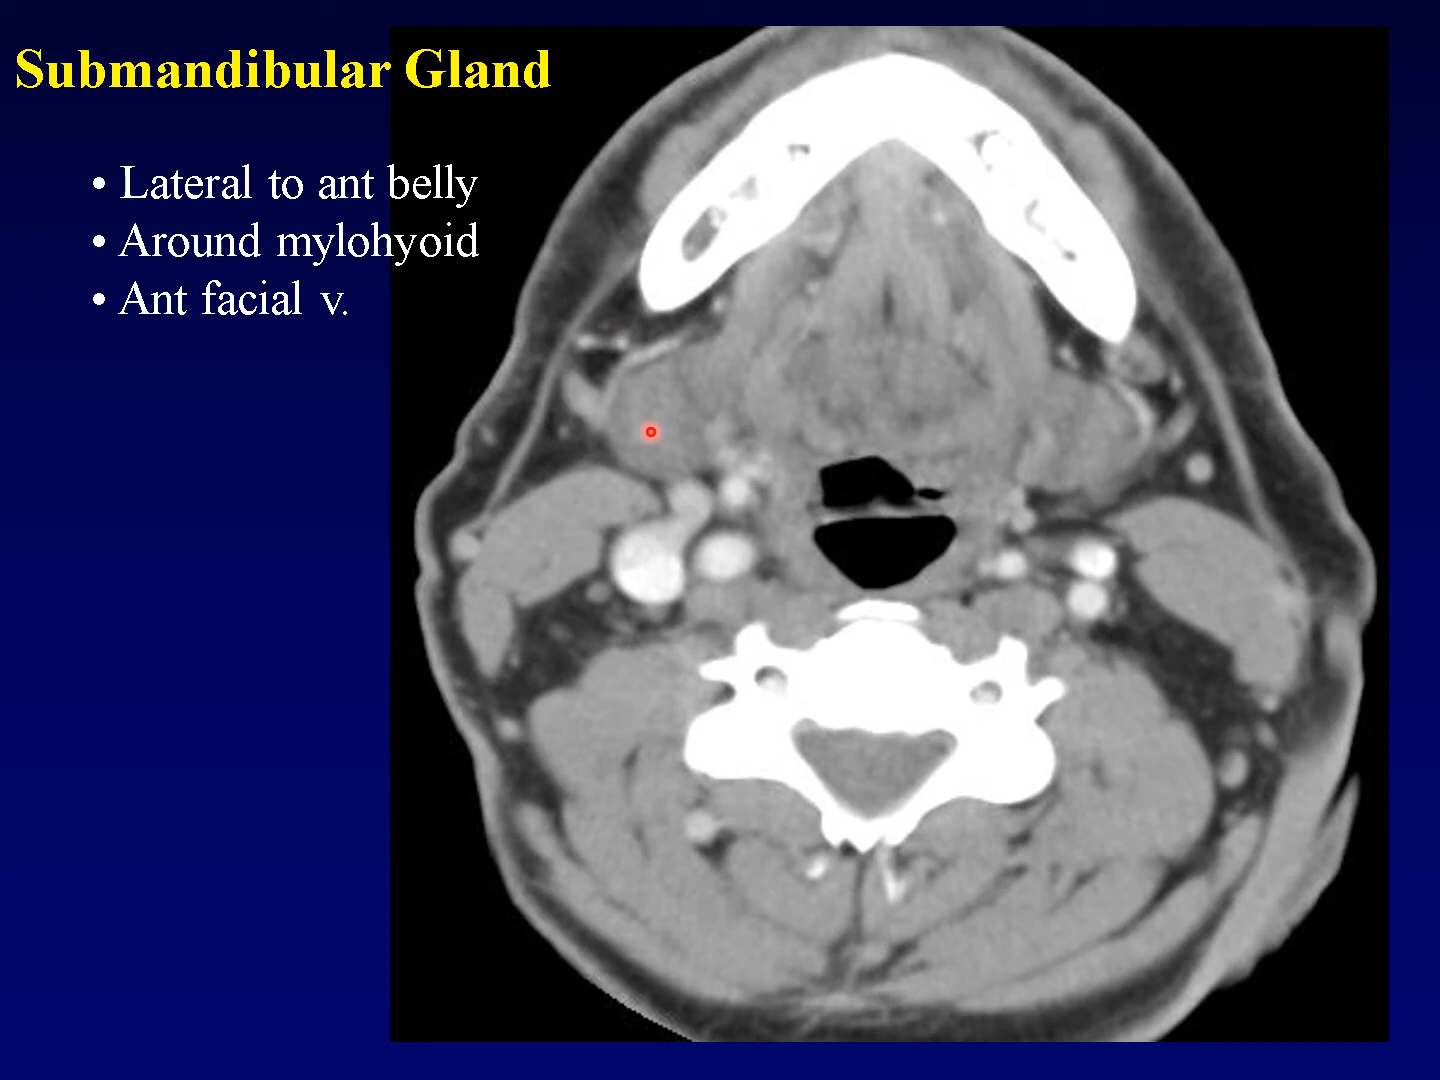 Submandibular Gland
• Lateral to ant belly
• Around mylohyoid
• Ant facial v.